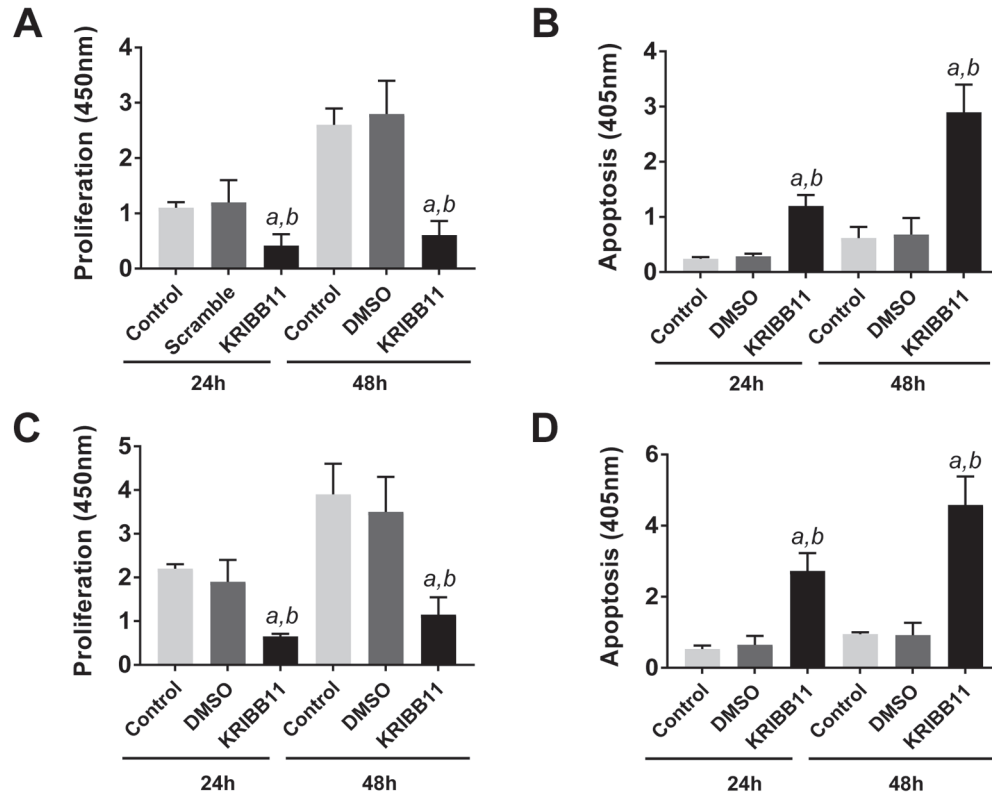 A
Proliferation (450nm)
4
3
2
1
0
a,b
a,b
Control
Scramble
KRIBB11
Control
DMSO
KRIBB11
24h
48h
B
Apoptosis (405nm)
4
3
2
1
0
a,b
a,b
Control
DMSO
KRIBB11
Control
DMSO
KRIBB11
24h
48h
C
Proliferation (450nm)
5
4
3
2
1
0
a,b
a,b
Control
DMSO
KRIBB11
Control
DMSO
KRIBB11
24h
48h
D
Apoptosis (405nm)
6
4
2
0
a,b
a,b
Control
DMSO
KRIBB11
Control
DMSO
KRIBB11
24h
48h